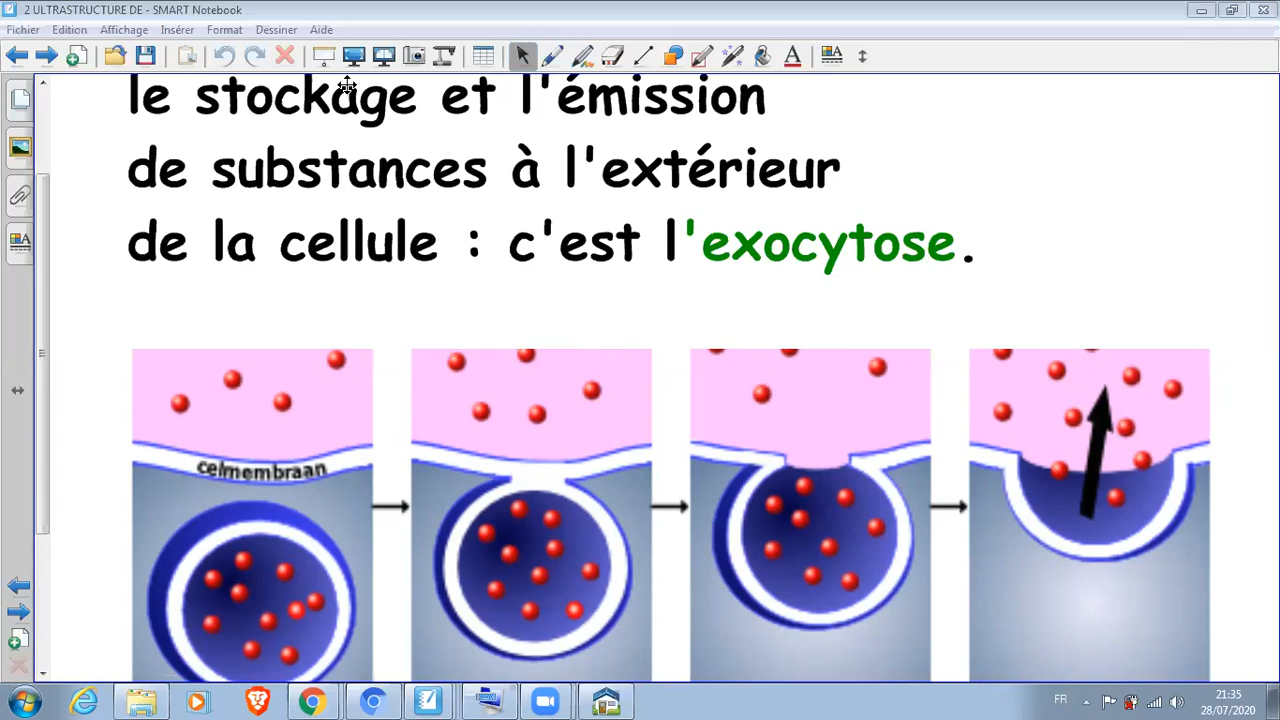 2 ULTRASTRUCTURE DE - SMART Notebook
Fichier Edition Affichage Insérer Format Dessiner Aide
le stockage et l'émission
de substances à l'extérieur
de la cellule : c'est l'exocytose.
celmembraan
FR
21:35
28/07/2020